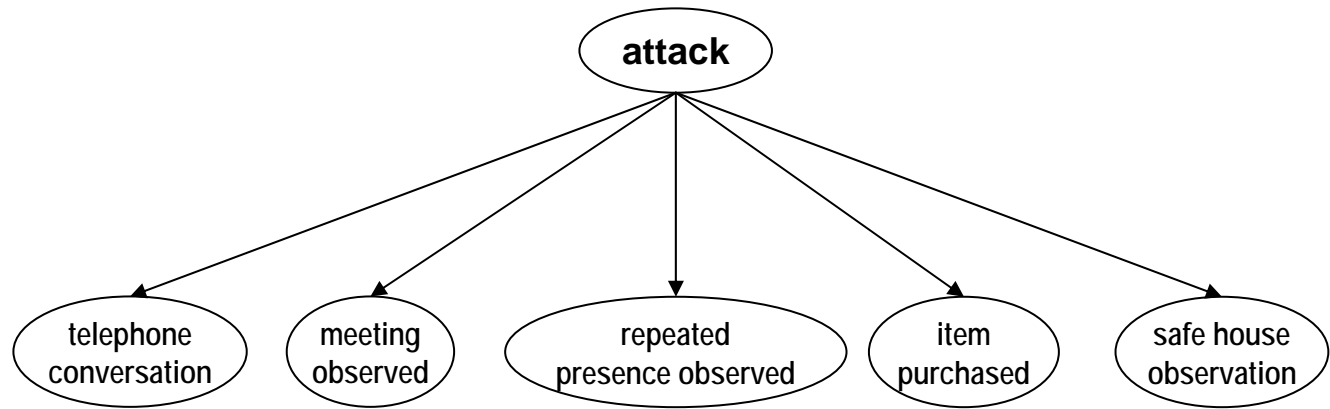 attack
telephone
conversation
meeting
observed
repeated
presence observed
item
purchased
safe house
observation